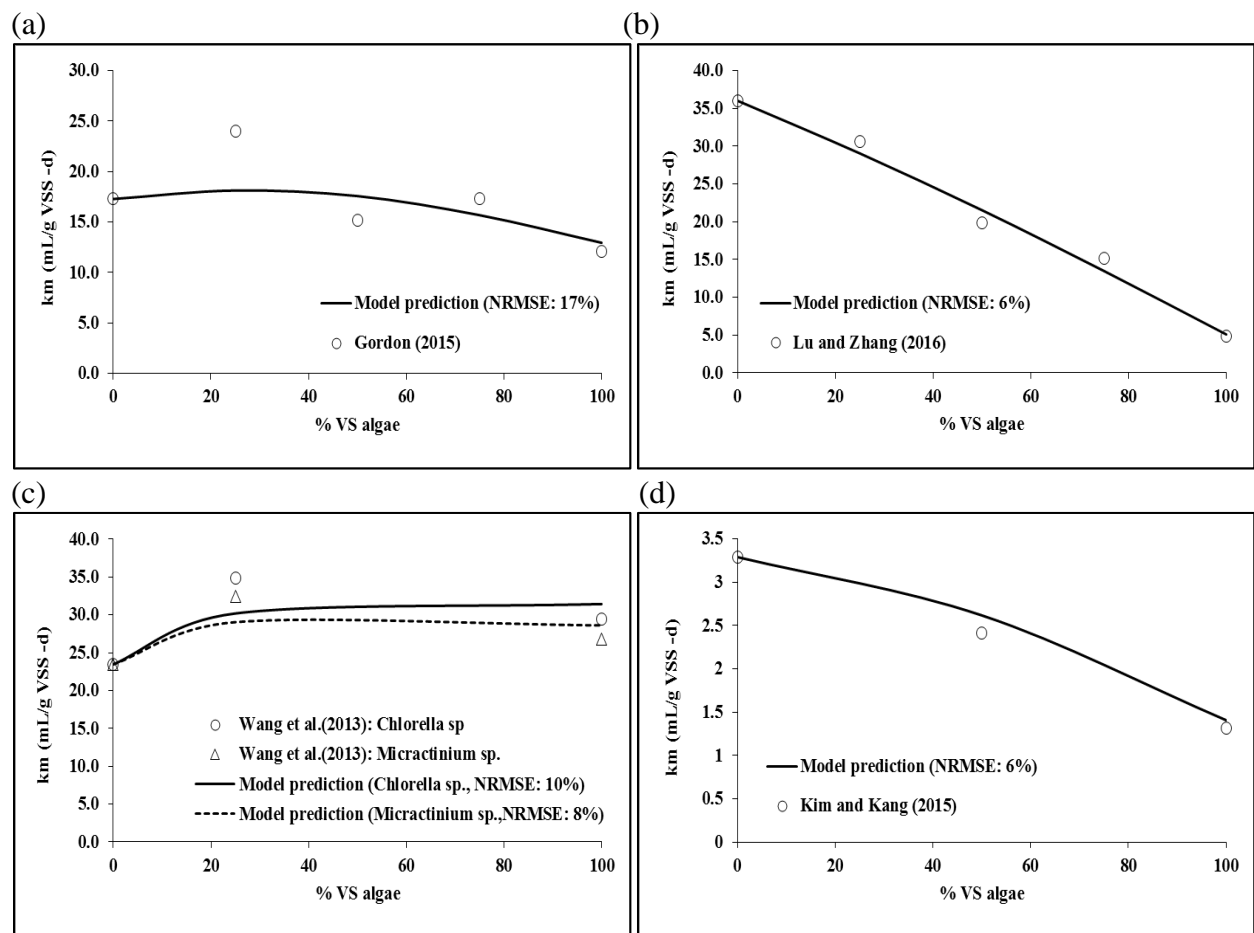 (a)
30.0
25.0
20.0
15.0
10.0
5.0
0.0
km (mL/g VSS -d)
Model prediction (NRMSE: 17%)
Gordon (2015)
0 20 40 60 80 100
% VS algae
(b)
40.0
35.0
30.0
25.0
20.0
15.0
10.0
5.0
0.0
km (mL/g VSS -d)
Model prediction (NRMSE: 6%)
Lu and Zhang (2016)
0 20 40 60 80 100
% VS algae
(c)
40.0
35.0
30.0
25.0
20.0
15.0
10.0
5.0
0.0
km (mL/g VSS -d)
Wang et al.(2013): Chlorella sp
Wang et al.(2013): Micractinium sp.
Model prediction (Chlorella sp., NRMSE: 10%)
Model prediction (Micractinium sp.,NRMSE: 8%)
0 20 40 60 80 100
% VS algae
(d)
3.5
3
2.5
2
1.5
1
0.5
0
km (mL/g VSS -d)
Model prediction (NRMSE: 6%)
Kim and Kang (2015)
0 20 40 60 80 100
% VS algae